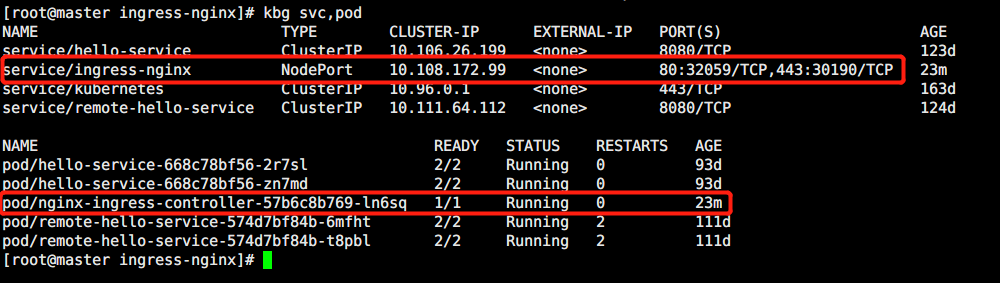 [root@master ingress-nginx]# kbg svc,pod
NAME TYPE CLUSTER-IP EXTERNAL-IP PORT(S) AGE
service/hello-service ClusterIP 10.106.26.199 <none> 8080/TCP 123d
service/ingress-nginx NodePort 10.108.172.99 <none> 80:32059/TCP,443:30190/TCP 23m
service/kubernetes ClusterIP 10.96.0.1 <none> 443/TCP 163d
service/remote-hello-service ClusterIP 10.111.64.112 <none> 8080/TCP 124d
NAME READY STATUS RESTARTS AGE
pod/hello-service-668c78bf56-2r7sl 2/2 Running 0 93d
pod/hello-service-668c78bf56-zn7md 2/2 Running 0 93d
pod/nginx-ingress-controller-57b6c8b769-ln6sq 1/1 Running 0 23m
pod/remote-hello-service-574d7bf84b-6mfht 2/2 Running 2 111d
pod/remote-hello-service-574d7bf84b-t8pbl 2/2 Running 2 111d
[root@master ingress-nginx]#